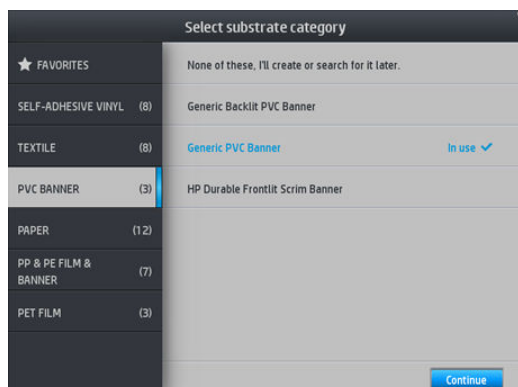 Select substrate category
FAVORITES
SELF-ADHESIVE VINYL (8)
TEXTILE (8)
PVC BANNER (3)
PAPER (12)
PP & PE FILM &
BANNER (7)
PET FILM (3)
None of these, I'll create or search for it later.
Generic Backlit PVC Banner
Generic PVC Banner In use
HP Durable Frontlit Scrim Banner
Continue